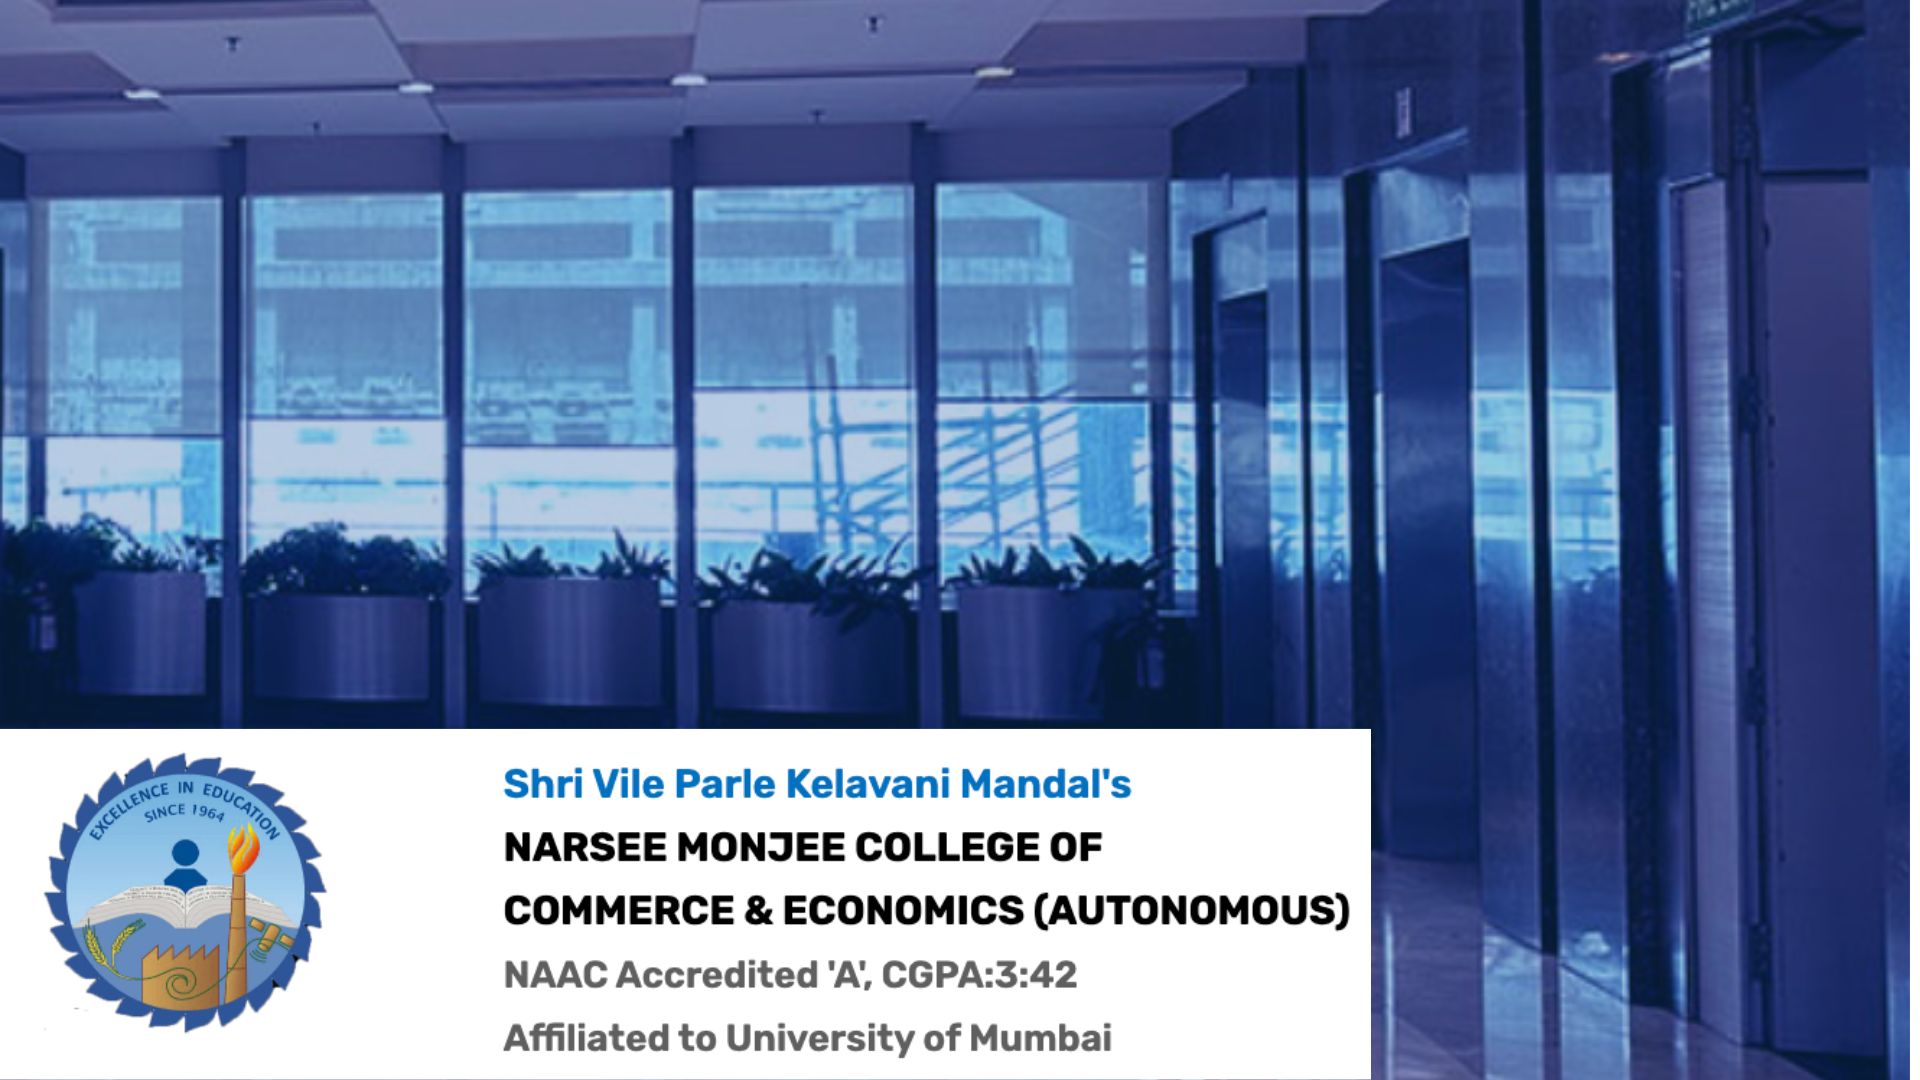 EXCELLENCE IN EDUCATION
SINCE 1964
Shri Vile Parle Kelavani Mandal's
NARSEE MONJEE COLLEGE OF
COMMERCE & ECONOMICS (AUTONOMOUS)
NAAC Accredited 'A', CGPA:3:42
Affiliated to University of Mumbai